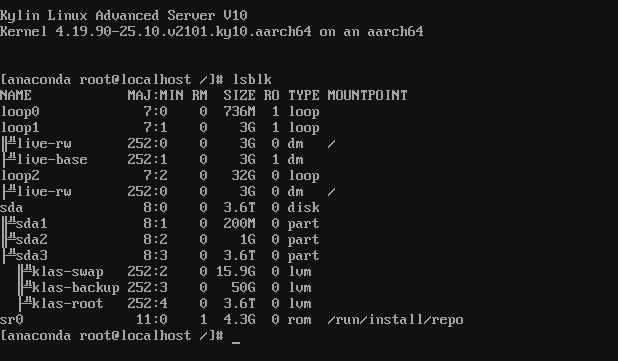 Kylin Linux Advanced Server V10
Kernel 4.19.90-25.10.v2101.ky10.aarch64 on an aarch64
[anaconda root@localhost /]# lsblk
NAME            MAJ:MIN RM   SIZE RO TYPE MOUNTPOINT
loop0             7:0    0   736M  1 loop
loop1             7:1    0     3G  1 loop
╟╨live-rw       252:0    0     3G  0 dm   /
╞╨live-base     252:1    0     3G  1 dm
loop2             7:2    0    32G  0 loop
╞╨live-rw       252:0    0     3G  0 dm   /
sda               8:0    0   3.6T  0 disk
╟╨sda1            8:1    0   200M  0 part
╟╨sda2            8:2    0     1G  0 part
╞╨sda3            8:3    0   3.6T  0 part
  ╟╨klas-swap   252:2    0  15.9G  0 lvm
  ╟╨klas-backup 252:3    0    50G  0 lvm
  ╞╨klas-root   252:4    0   3.6T  0 lvm
sr0              11:0    1   4.3G  0 rom  /run/install/repo
[anaconda root@localhost /]# _